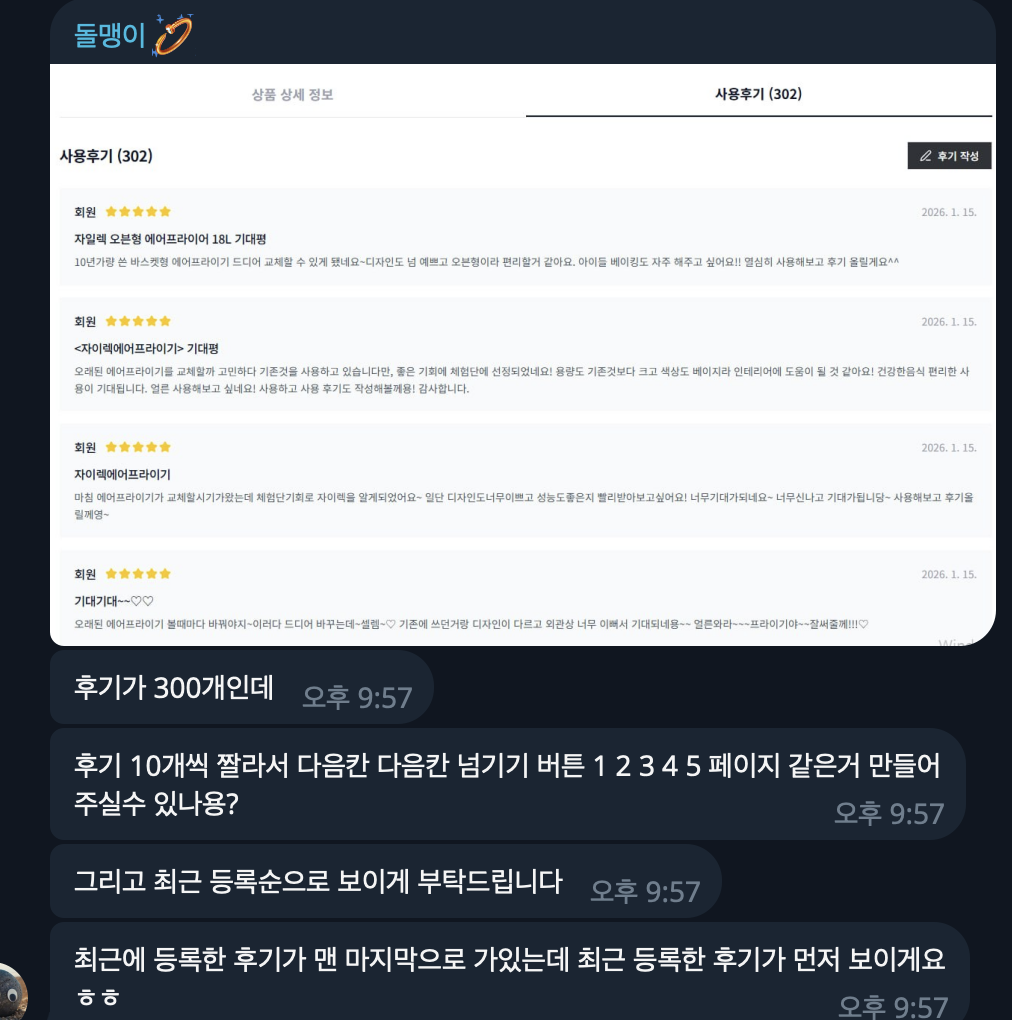 돌맹이
상품 상세 정보
사용후기 (302)
사용후기 (302)
후기 작성
회원
2026. 1. 15.
자일렉 오븐형 에어프라이어 18L 기대평
10년가량 쓴 바스켓형 에어프라이기 드디어 교체할 수 있게 됐네요~디자인도 넘 예쁘고 오븐형이라 편리할거 같아요. 아이들 베이킹도 자주 해주고 싶어요!! 열심히 사용해보고 후기 올릴게요^^
회원
2026. 1. 15.
<자이렉에어프라이기> 기대평
오래된 에어프라이기를 교체할까 고민하다 기존것을 사용하고 있습니다만, 좋은 기회에 체험단에 선정되었네요! 용량도 기존것보다 크고 색상도 베이지라 인테리어에 도움이 될 것 같아요! 건강한음식 편리한 사
용이 기대됩니다. 얼른 사용해보고 싶네요! 사용하고 사용 후기도 작성해볼께용! 감사합니다.
회원
2026. 1. 15.
자이렉에어프라이기
마침 에어프라이기가 교체할시기가왔는데 체험단기회로 자이렉을 알게되었어요~ 일단 디자인도너무이쁘고 성능도좋은지 빨리받아보고싶어요! 너무기대가되네요~ 너무신나고 기대가됩니당~ 사용해보고 후기올
릴께영~
회원
2026. 1. 15.
기대기대~~♡♡
오래된 에어프라이기 볼때마다 바꿔야지~이러다 드디어 바꾸는데~셀렘~♡ 기존에 쓰던거랑 디자인이 다르고 외관상 너무 이뻐서 기대되네용~~ 얼른와라~~~프라이기야~~잘써줄께!!!♡
후기가 300개인데 오후 9:57
후기 10개씩 짤라서 다음칸 다음칸 넘기기 버튼 1 2 3 4 5 페이지 같은거 만들어
주실수 있나용? 오후 9:57
그리고 최근 등록순으로 보이게 부탁드립니다 오후 9:57
최근에 등록한 후기가 맨 마지막으로 가있는데 최근 등록한 후기가 먼저 보이게요
ㅎㅎ 오후 9:57